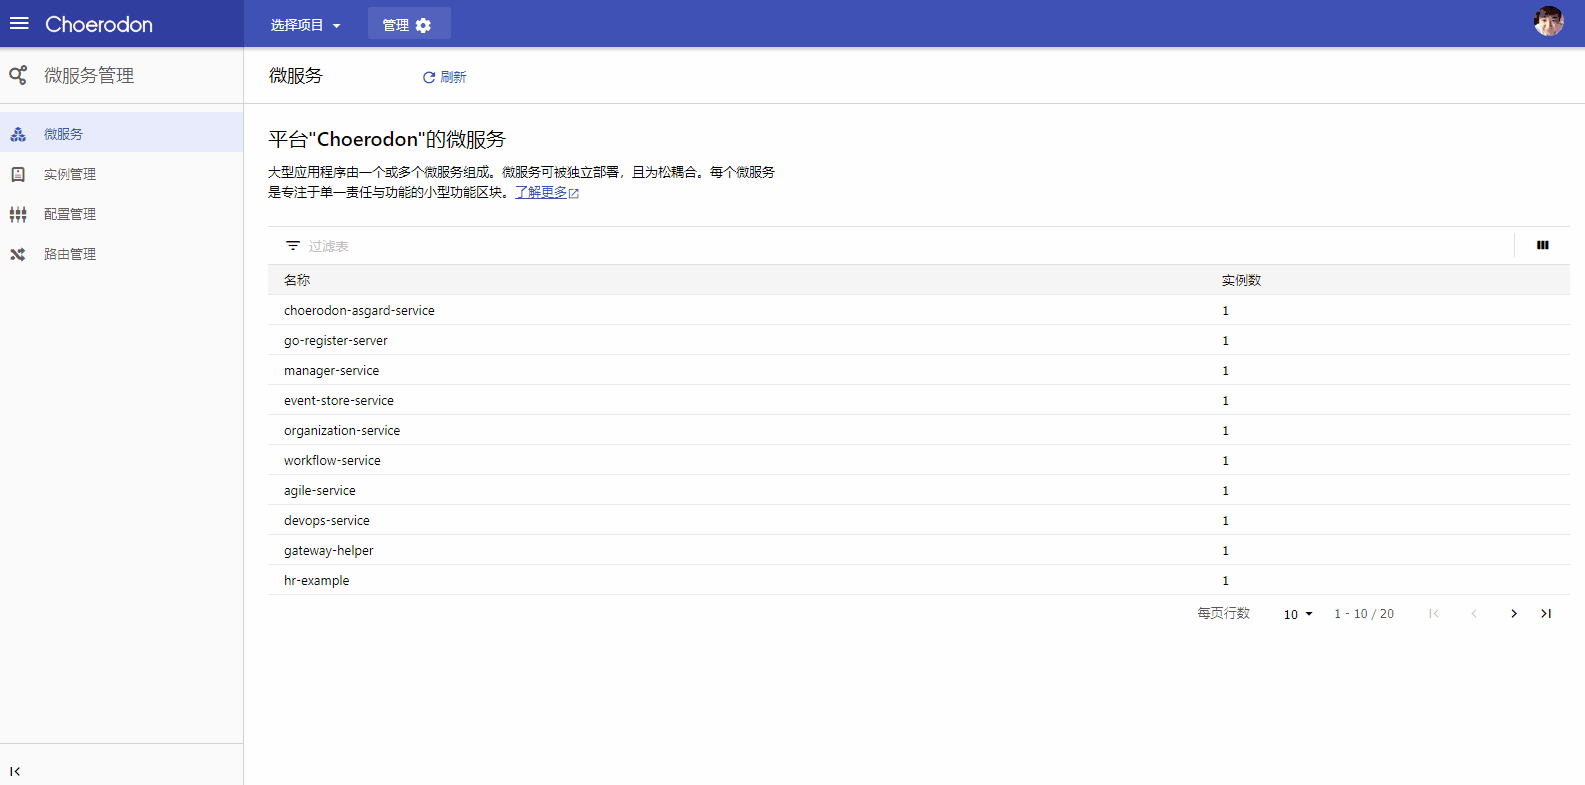 Choerodon
选择项目
管理
微服务管理
微服务
刷新
微服务
实例管理
配置管理
路由管理
平台"Choerodon"的微服务
大型应用程序由一个或多个微服务组成。微服务可被独立部署，且为松耦合。每个微服务
是专注于单一责任与功能的小型功能区块。了解更多
过滤表
名称 实例数
choerodon-asgard-service 1
go-register-server 1
manager-service 1
event-store-service 1
organization-service 1
workflow-service 1
agile-service 1
devops-service 1
gateway-helper 1
hr-example 1
每页行数 10 1 - 10 / 20